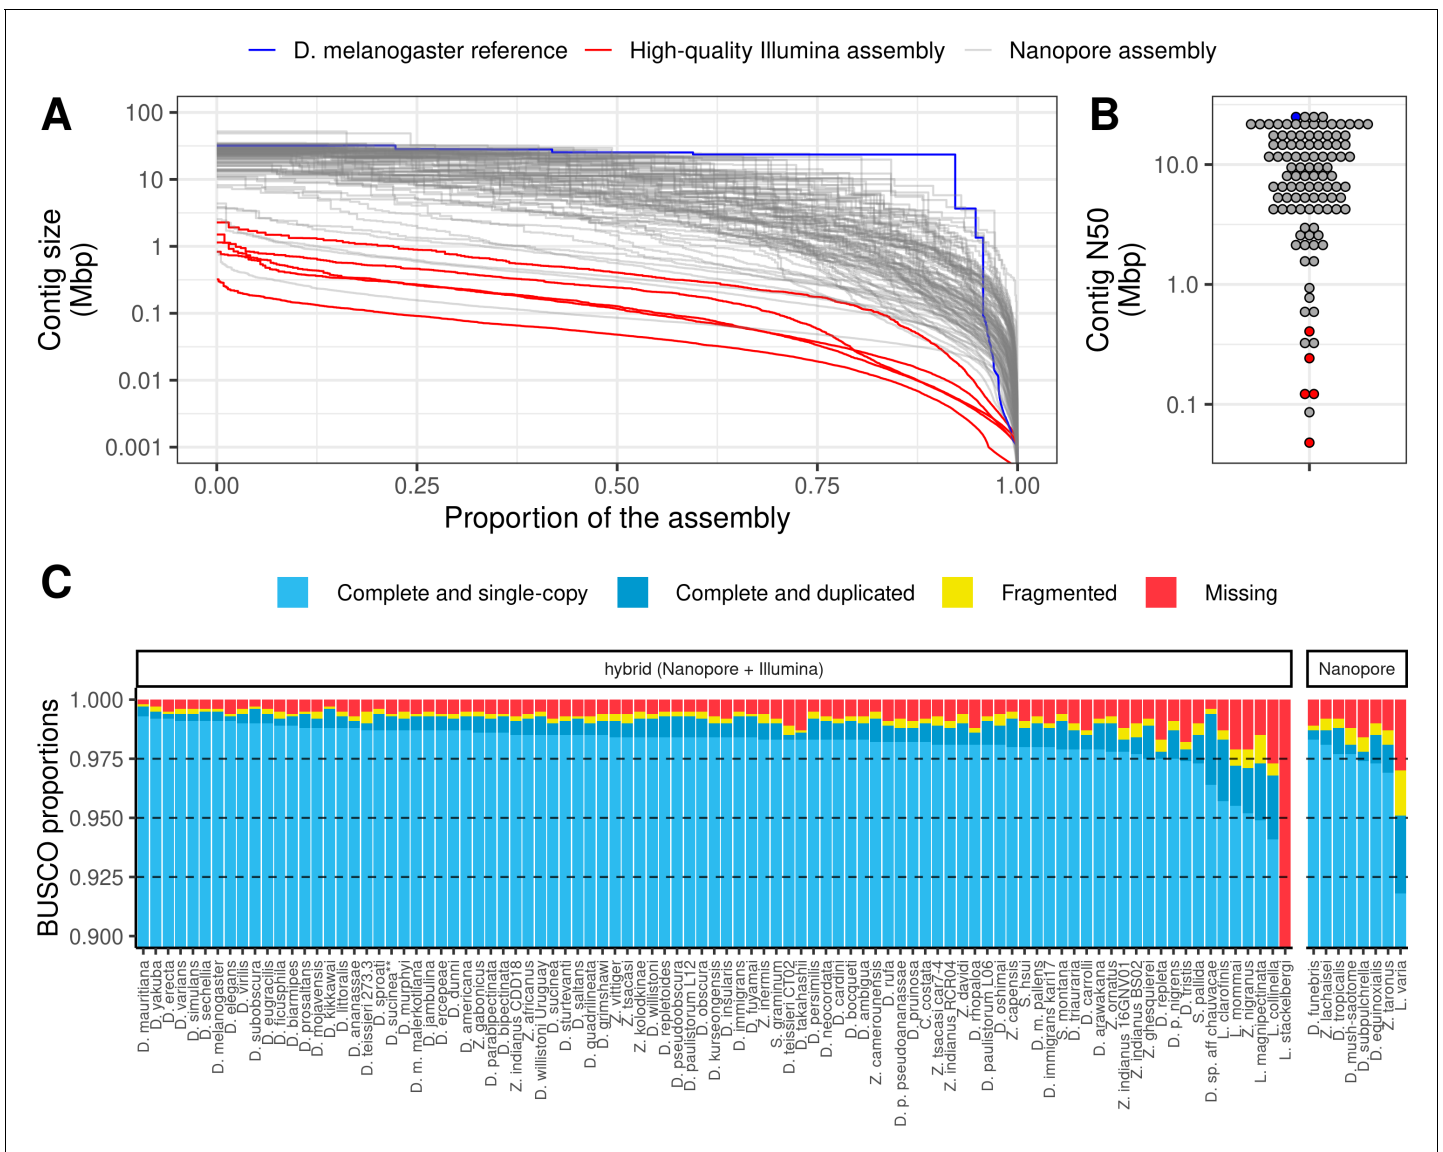 D. melanogaster reference High-quality Illumina assembly Nanopore assembly
A
B
Contig size
(Mbp)
100
10
1
0.1
0.01
0.001
0.00 0.25 0.50 0.75 1.00
Proportion of the assembly
Contig N50
(Mbp)
10.0
1.0
0.1
C
Complete and single-copy Complete and duplicated Fragmented Missing
hybrid (Nanopore + Illumina)
Nanopore
BUSCO proportions
1.000
0.975
0.950
0.925
0.900
D. mauritiana
D. yakuba
D. erecta
D. varians
D. simulans
D. sechellia
D. melanogaster
D. elegans
D. virilis
D. subobscura
D. eugracilis
D. ficusphila
D. biarmipes
D. prosaltans
D. mojavensis
D. kikkawai
D. littoralis
D. ananassae
D. teissieri 273.3
D. sproati
D. sucinea**
D. murphyi
D. m. malerkotliana
D. jambulina
D. ercepeae
D. dunni
D. americana
Z. gabonicus
D. parabipectinata
D. bipectinata
Z. indianus CDD18
Z. africanus
D. willistoni Uruguay
D. sucinea
D. sturtevanti
D. saltans
D. quadrilineata
D. grimshawi
Z. vittiger
Z. tsacasi
Z. kolodkinae
D. willistoni
D. repletoides
D. pseudoobscura
D. paulistorum L12
D. obscura
D. kurseongensis
D. insularis
D. immigrans
D. fuyamai
Z. inermis
S. graminum
D. teissieri CT02
D. takahashii
D. persimilis
D. neocordata
D. cardini
D. bocqueti
D. ambigua
Z. camerounensis
D. rufa
D. p. pseudoananassae
D. pruinosa
C. costata
Z. tsacasi car7-4
Z. indianus RCR04
Z. davidi
D. rhopaloa
D. paulistorum L06
D. oshimai
Z. capensis
S. hsui
D. m. pallens
D. immigrans kari17
S. montana
D. triauraria
D. carrolli
D. arawakana
Z. ornatus
Z. indianus 16GNV01
Z. indianus BS02
Z. ghesquierei
D. repleta
D. p. nigrens
D. tristis
S. pallida
D. sp. aff chauvacae
L. clarofinis
L. mommai
Z. nigranus
L. magnipectinata
L. collinella
L. stackelbergi
D. funebris
Z. lachaisei
D. tropicalis
D. mush-saotome
D. subpulchrella
D. equinoxialis
Z. taronus
L. varia